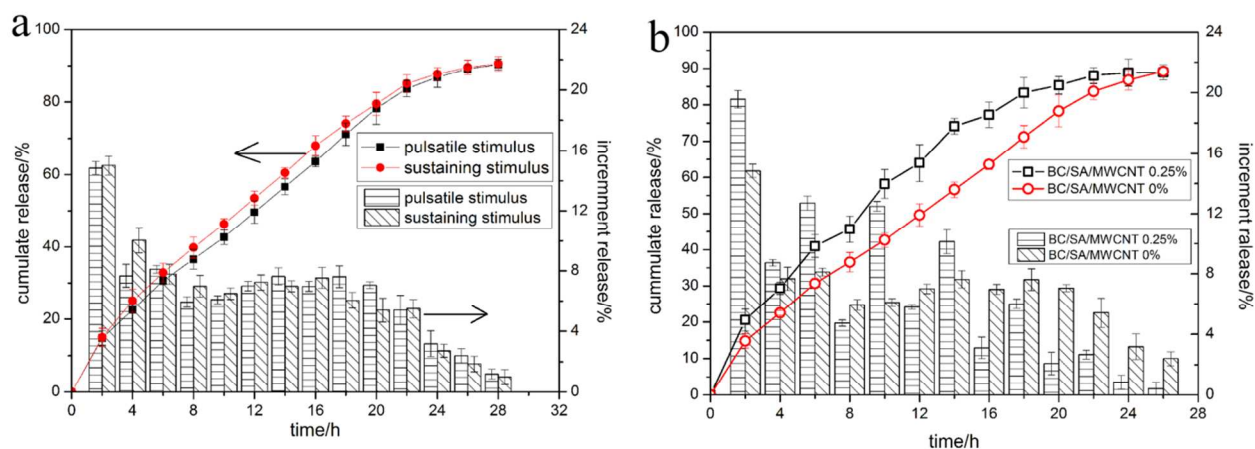 a
100
80
60
40
20
0
cumulate release/%
24
20
16
12
8
4
0
increment release/%
pulsatile stimulus
sustaining stimulus
pulsatile stimulus
sustaining stimulus
0 4 8 12 16 20 24 28 32
time/h
b
100
90
80
70
60
50
40
30
20
10
0
cummulate ralease/%
24
20
16
12
8
4
0
increment release/%
BC/SA/MWCNT 0.25%
BC/SA/MWCNT 0%
BC/SA/MWCNT 0.25%
BC/SA/MWCNT 0%
0 4 8 12 16 20 24 28
time/h